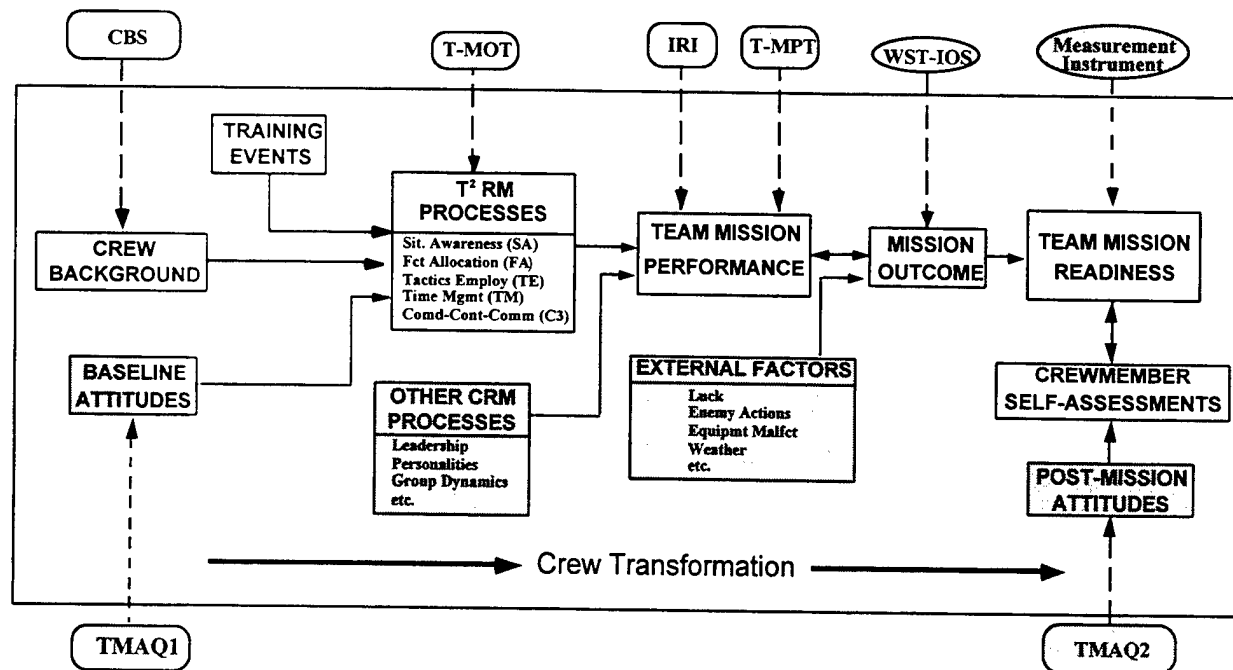 CBS
T-MOT
IRI
T-MPT
WST-IOS
Measurement
Instrument
TRAINING
EVENTS
CREW
BACKGROUND
BASELINE
ATTITUDES
T² RM
PROCESSES
Sit. Awareness (SA)
Fct Allocation (FA)
Tactics Employ (TE)
Time Mgmt (TM)
Comd-Cont-Comm (C3)
OTHER CRM
PROCESSES
Leadership
Personalities
Group Dynamics
etc.
TEAM MISSION
PERFORMANCE
EXTERNAL FACTORS
Luck
Enemy Actions
Equipmt Malfct
Weather
etc.
MISSION
OUTCOME
TEAM MISSION
READINESS
CREWMEMBER
SELF-ASSESSMENTS
POST-MISSION
ATTITUDES
Crew Transformation
TMAQ1
TMAQ2